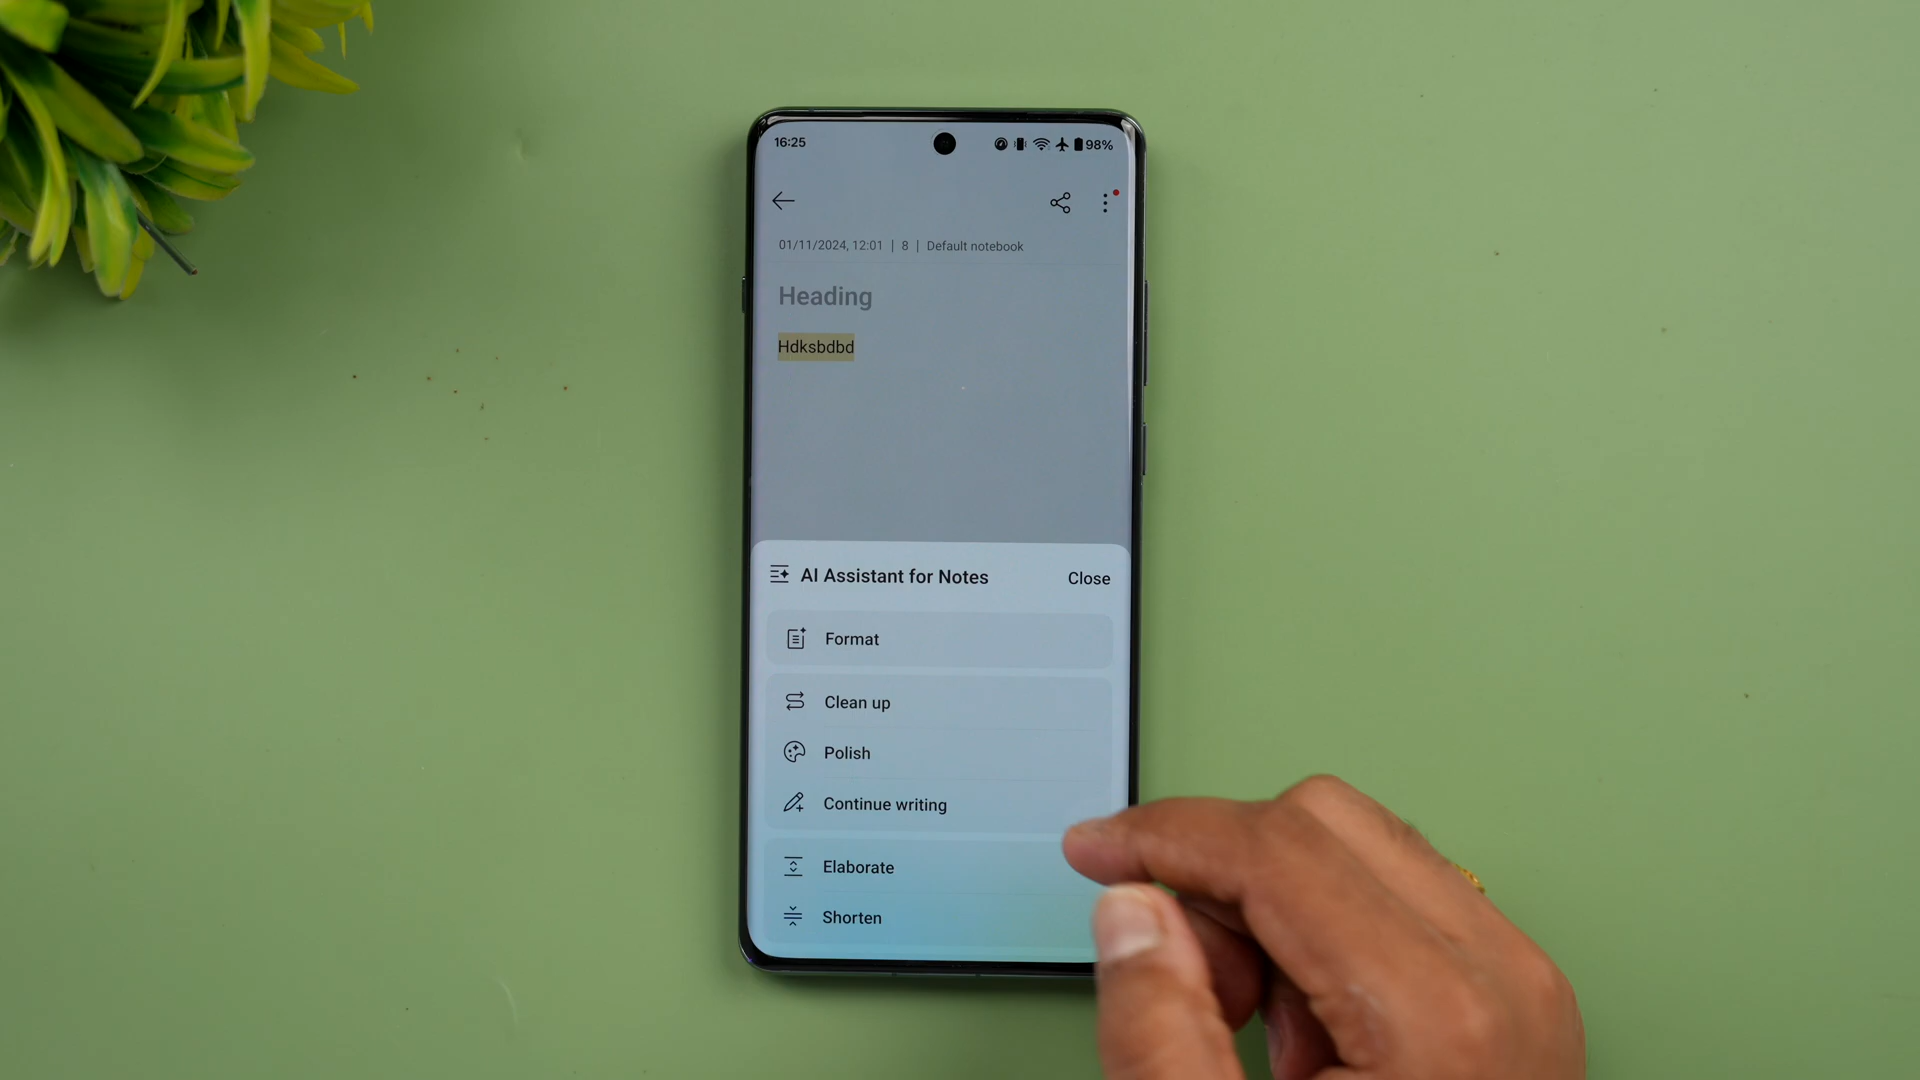 16:25 98%
01/11/2024, 12:01 | 8 | Default notebook
Heading
Hdksbdbd
AI Assistant for Notes Close
Format
Clean up
Polish
Continue writing
Elaborate
Shorten